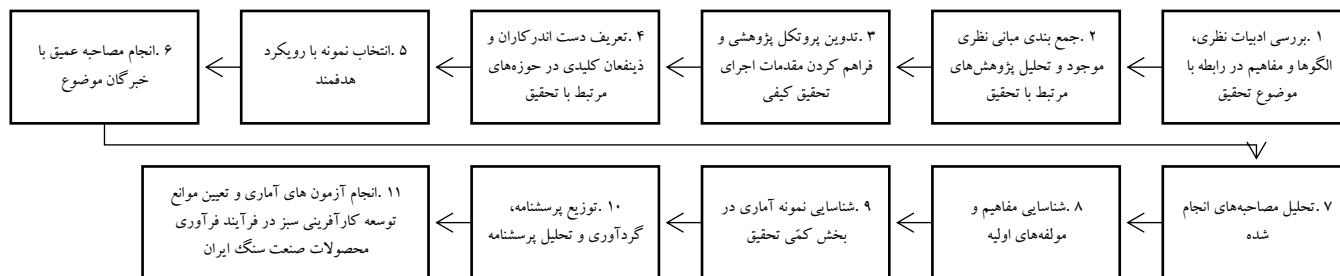 ۱ .بررسی ادبیات نظری،
الگوها و مفاهیم در رابطه با
موضوع تحقیق
۲ .جمع بندی مبانی نظری
موجود و تحلیل پژوهش‌های
مرتبط با تحقیق
۳ .تدوین پروتکل پژوهشی و
فراهم کردن مقدمات اجرای
تحقیق کیفی
۴ .تعریف دست اندرکاران و
ذینفعان کلیدی در حوزه‌های
مرتبط با تحقیق
۵ .انتخاب نمونه با رویکرد
هدفمند
۶ .انجام مصاحبه عمیق با
خبرگان موضوع
۷ .تحلیل مصاحبه‌های انجام
شده
۸ .شناسایی مفاهیم و
مولفه‌های اولیه
۹ .شناسایی نمونه آماری در
بخش کمّی تحقیق
۱۰ .توزیع پرسشنامه،
گردآوری و تحلیل پرسشنامه
۱۱ .انجام آزمون های آماری و تعیین موانع
توسعه کارآفرینی سبز در فرآیند فرآوری
محصولات صنعت سنگ ایران